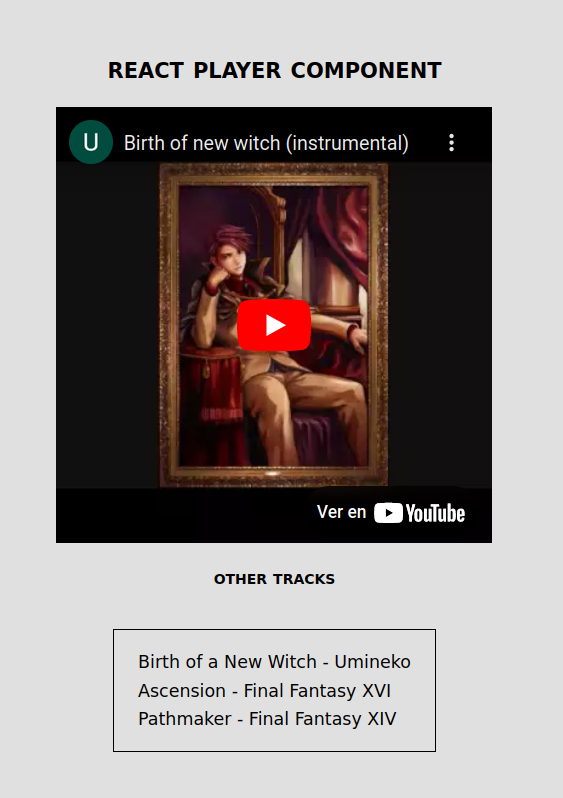 REACT PLAYER COMPONENT
U Birth of new witch (instrumental)
Ver en YouTube
OTHER TRACKS
Birth of a New Witch - Umineko
Ascension - Final Fantasy XVI
Pathmaker - Final Fantasy XIV